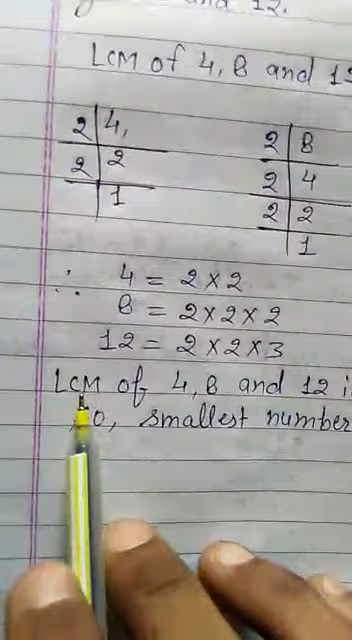 and 12.
LCM of 4, 8 and 12
2 | 4,
2 | 2
1
2 | 8
2 | 4
2 | 2
1
∴ 4 = 2×2
8 = 2×2×2
12 = 2×2×3
LCM of 4, 8 and 12 i
So, smallest number